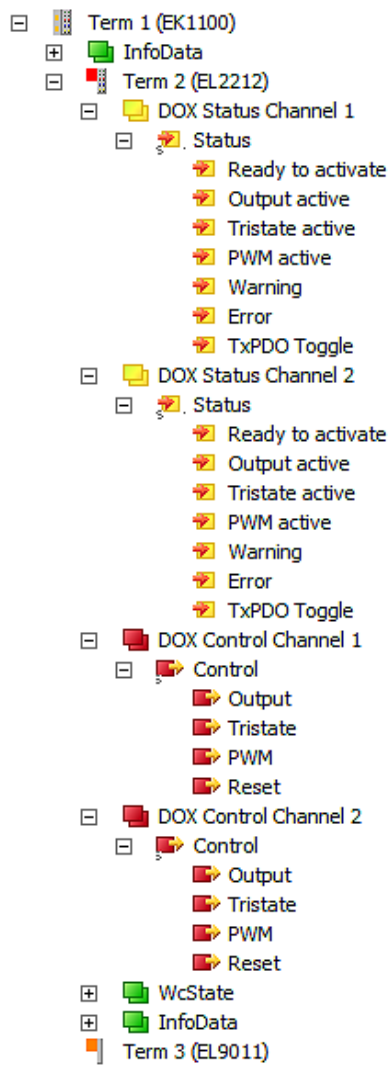 Term 1 (EK1100)
InfoData
Term 2 (EL2212)
DOX Status Channel 1
Status
Ready to activate
Output active
Tristate active
PWM active
Warning
Error
TxPDO Toggle
DOX Status Channel 2
Status
Ready to activate
Output active
Tristate active
PWM active
Warning
Error
TxPDO Toggle
DOX Control Channel 1
Control
Output
Tristate
PWM
Reset
DOX Control Channel 2
Control
Output
Tristate
PWM
Reset
WcState
InfoData
Term 3 (EL9011)